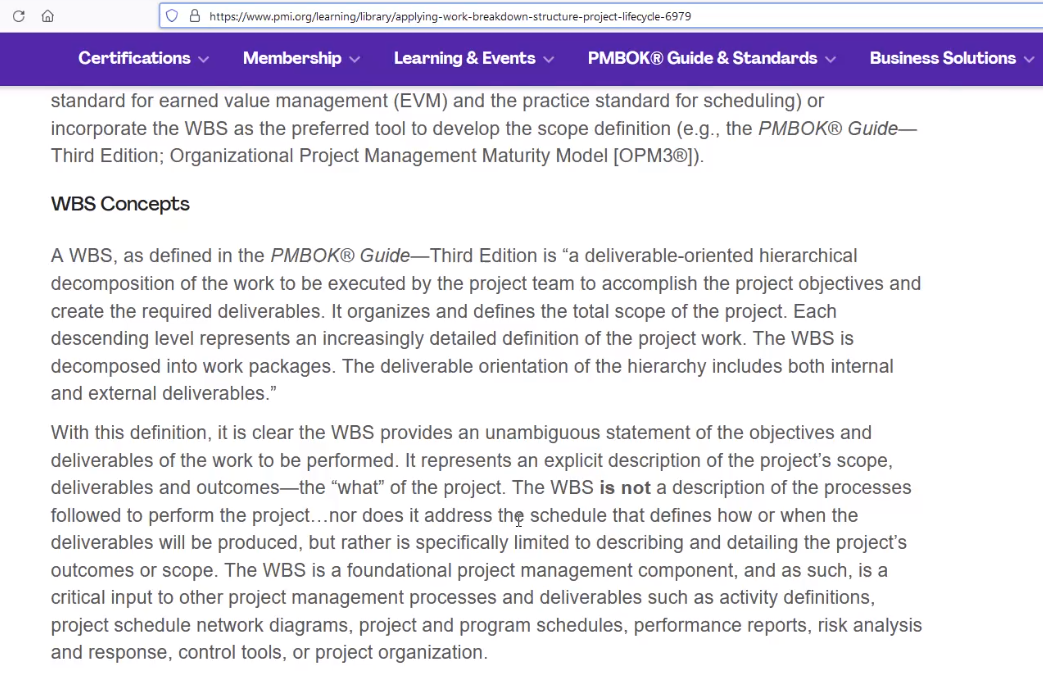 https://www.pmi.org/learning/library/applying-work-breakdown-structure-project-lifecycle-6979
Certifications Membership Learning & Events PMBOK® Guide & Standards Business Solutions
standard for earned value management (EVM) and the practice standard for scheduling) or
incorporate the WBS as the preferred tool to develop the scope definition (e.g., the PMBOK® Guide—
Third Edition; Organizational Project Management Maturity Model [OPM3®]).
WBS Concepts
A WBS, as defined in the PMBOK® Guide—Third Edition is “a deliverable-oriented hierarchical
decomposition of the work to be executed by the project team to accomplish the project objectives and
create the required deliverables. It organizes and defines the total scope of the project. Each
descending level represents an increasingly detailed definition of the project work. The WBS is
decomposed into work packages. The deliverable orientation of the hierarchy includes both internal
and external deliverables.”
With this definition, it is clear the WBS provides an unambiguous statement of the objectives and
deliverables of the work to be performed. It represents an explicit description of the project’s scope,
deliverables and outcomes—the “what” of the project. The WBS is not a description of the processes
followed to perform the project…nor does it address the schedule that defines how or when the
deliverables will be produced, but rather is specifically limited to describing and detailing the project’s
outcomes or scope. The WBS is a foundational project management component, and as such, is a
critical input to other project management processes and deliverables such as activity definitions,
project schedule network diagrams, project and program schedules, performance reports, risk analysis
and response, control tools, or project organization.